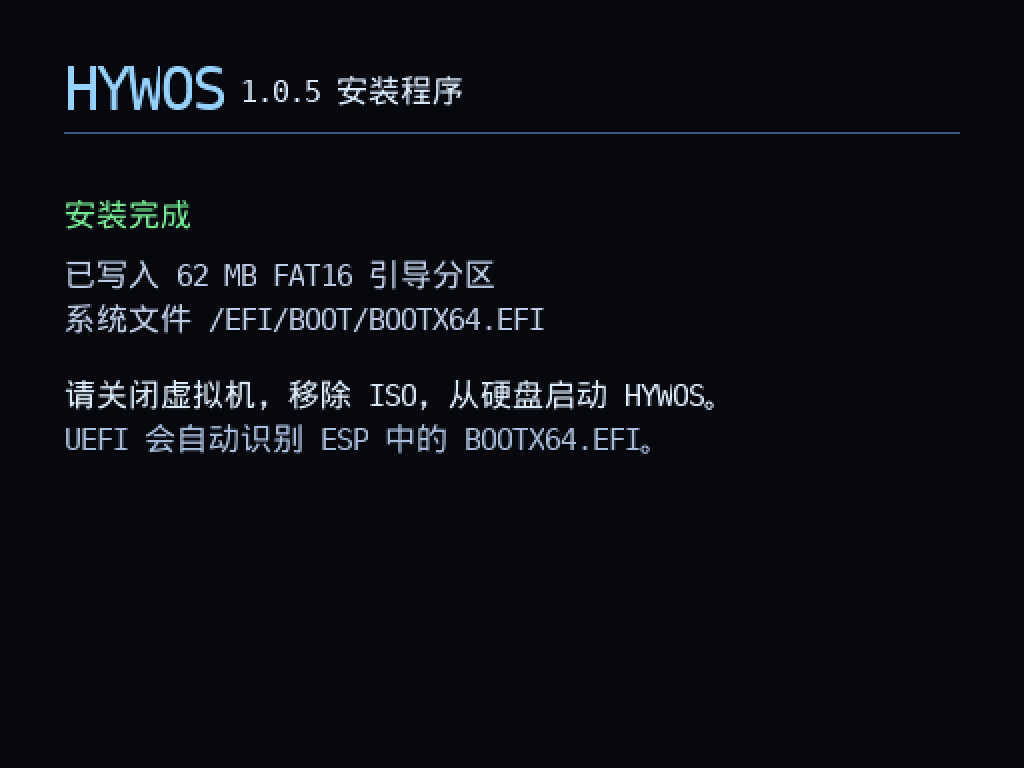 HYWOS 1.0.5 安装程序
安装完成
已写入 62 MB FAT16 引导分区
系统文件 /EFI/BOOT/BOOTX64.EFI
请关闭虚拟机，移除 ISO，从硬盘启动 HYWOS。
UEFI 会自动识别 ESP 中的 BOOTX64.EFI。